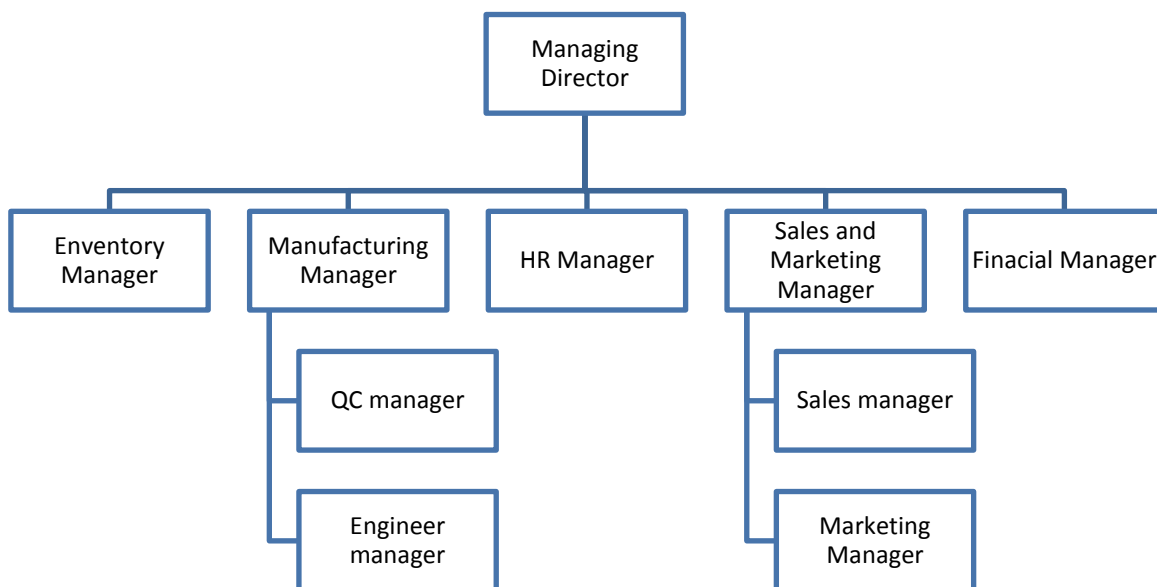 Managing
Director
Enventory
Manager
Manufacturing
Manager
HR Manager
Sales and
Marketing
Manager
Finacial Manager
QC manager
Sales manager
Engineer
manager
Marketing
Manager